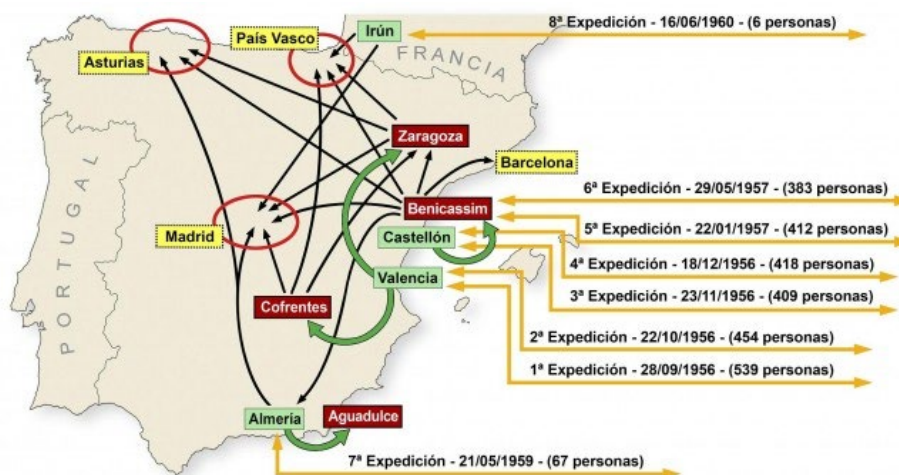 8ª Expedición - 16/06/1960 - (6 personas)
Irún
País Vasco
Asturias
FRANCIA
Zaragoza
Barcelona
6ª Expedición - 29/05/1957 - (383 personas)
Benicassim
5ª Expedición - 22/01/1957 - (412 personas)
Madrid
Castellón
4ª Expedición - 18/12/1956 - (418 personas)
Valencia
3ª Expedición - 23/11/1956 - (409 personas)
PORTUGAL
Cofrentes
2ª Expedición - 22/10/1956 - (454 personas)
1ª Expedición - 28/09/1956 - (539 personas)
Almería
Aguadulce
7ª Expedición - 21/05/1959 - (67 personas)